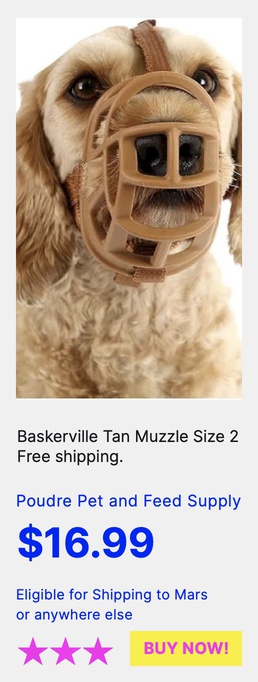 Baskerville Tan Muzzle Size 2
Free shipping.
Poudre Pet and Feed Supply
$16.99
Eligible for Shipping to Mars
or anywhere else
BUY NOW!